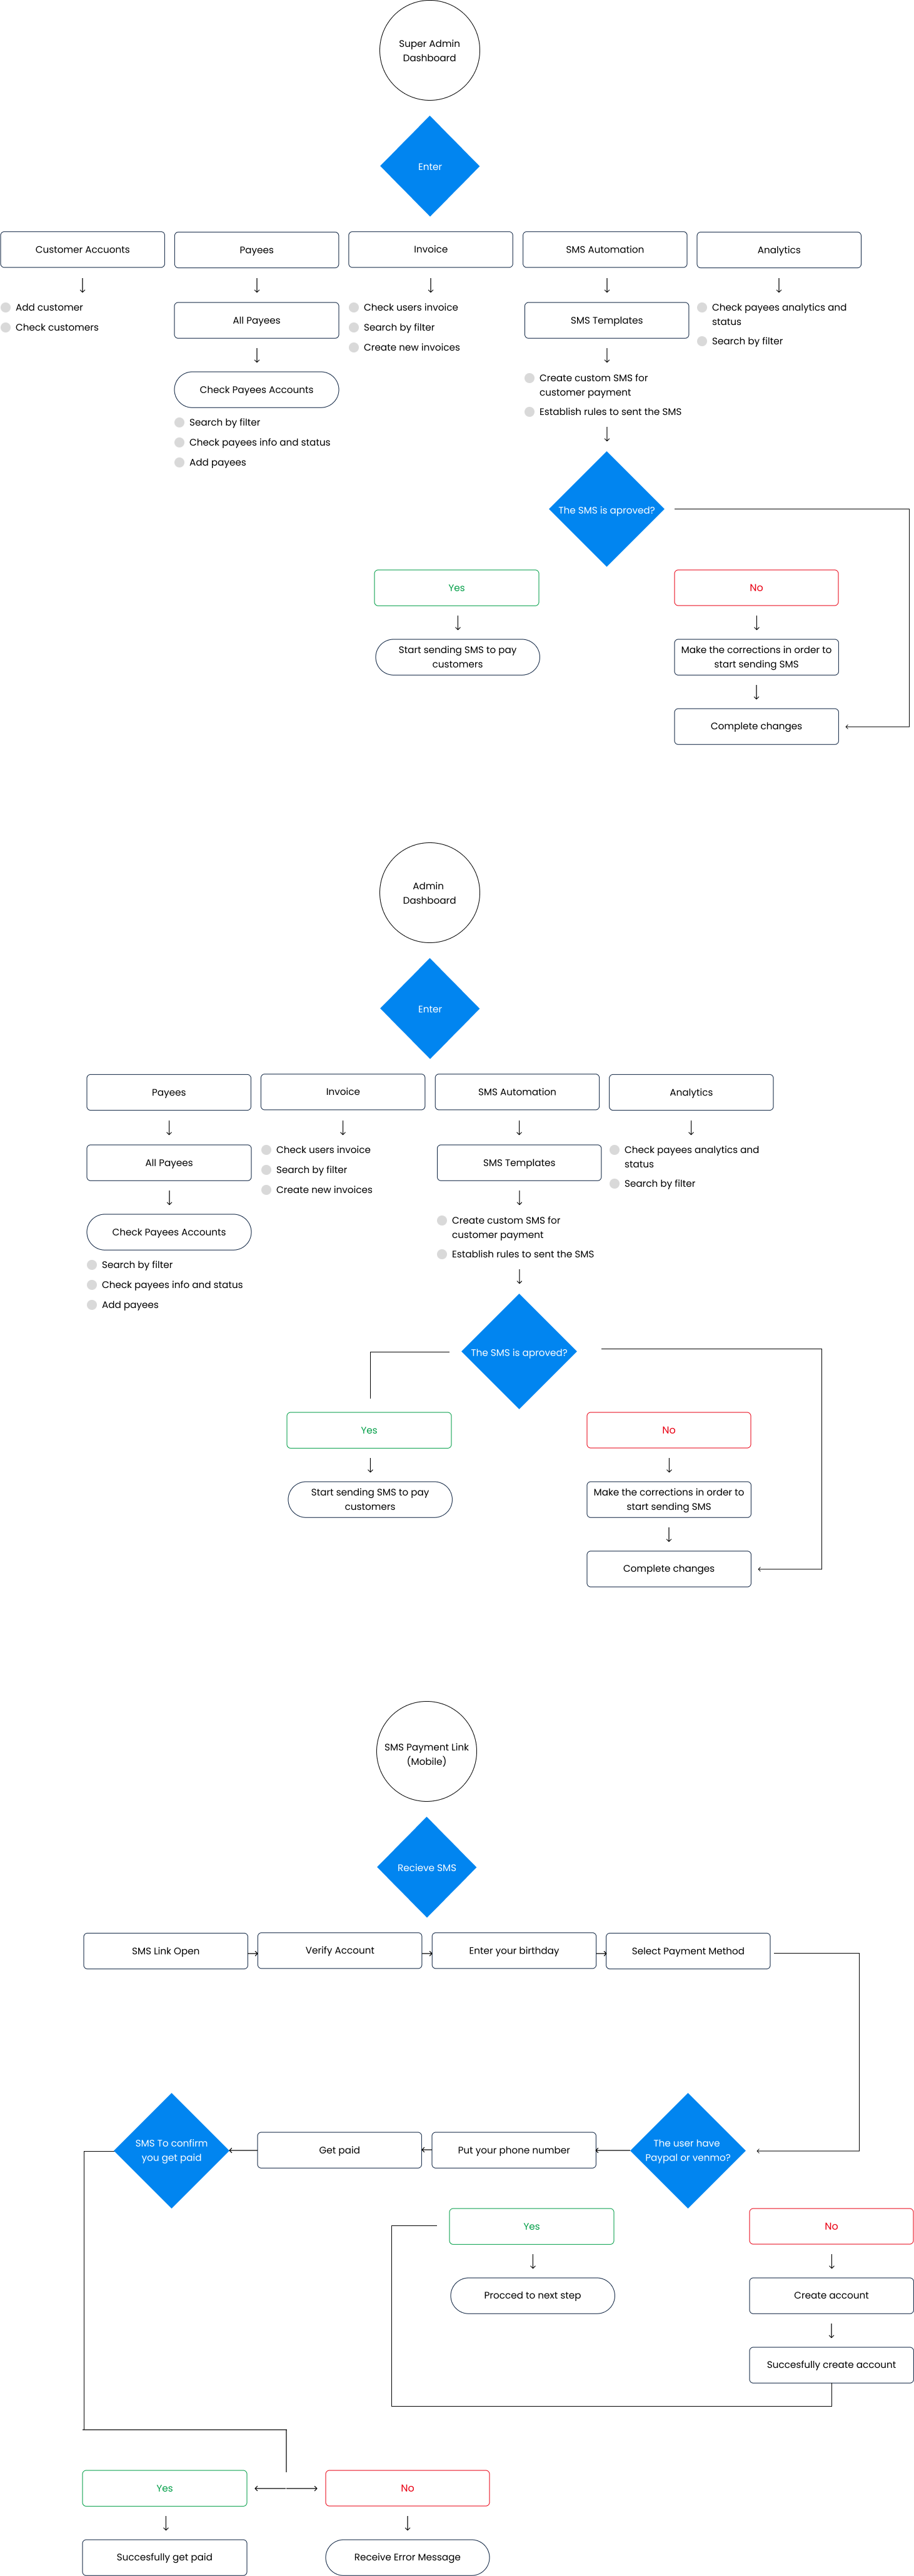 Super Admin
Dashboard
Enter
Customer Accuonts
Payees
Invoice
SMS Automation
Analytics
Add customer
Check customers
All Payees
Check Payees Accounts
Search by filter
Check payees info and status
Add payees
Check users invoice
Search by filter
Create new invoices
SMS Templates
Create custom SMS for
customer payment
Establish rules to sent the SMS
Check payees analytics and
status
Search by filter
The SMS is aproved?
Yes
Start sending SMS to pay
customers
No
Make the corrections in order to
start sending SMS
Complete changes
Admin
Dashboard
Enter
Payees
Invoice
SMS Automation
Analytics
All Payees
Check Payees Accounts
Search by filter
Check payees info and status
Add payees
Check users invoice
Search by filter
Create new invoices
SMS Templates
Create custom SMS for
customer payment
Establish rules to sent the SMS
Check payees analytics and
status
Search by filter
The SMS is aproved?
Yes
Start sending SMS to pay
customers
No
Make the corrections in order to
start sending SMS
Complete changes
SMS Payment Link
(Mobile)
Recieve SMS
SMS Link Open
Verify Account
Enter your birthday
Select Payment Method
The user have
Paypal or venmo?
Put your phone number
Get paid
SMS To confirm
you get paid
Yes
Procced to next step
No
Create account
Succesfully create account
Yes
Succesfully get paid
No
Receive Error Message